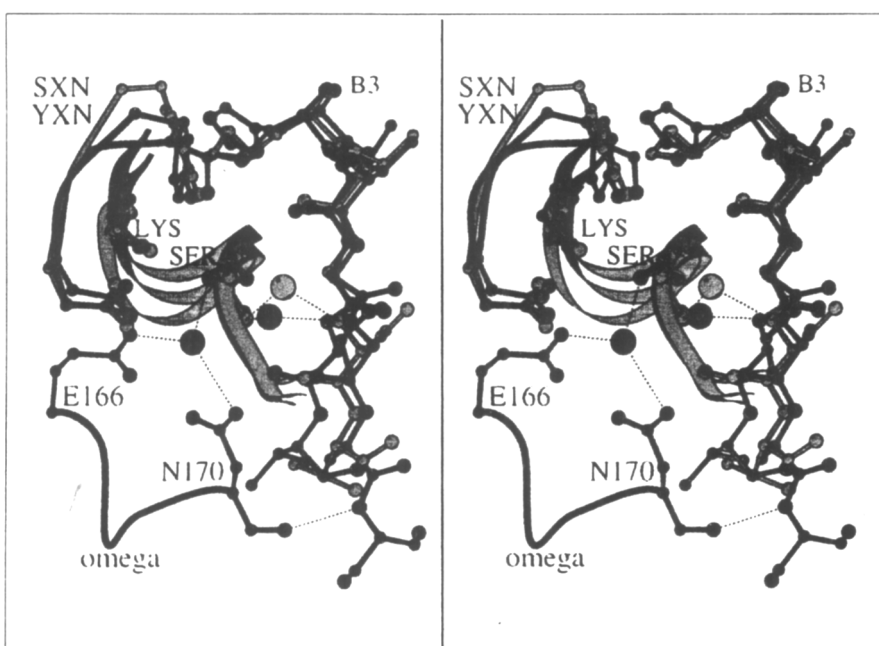 SXN
YXN
B3
LYS
SER
E166
N170
omega
SXN
YXN
B3
LYS
SER
E166
N170
omega